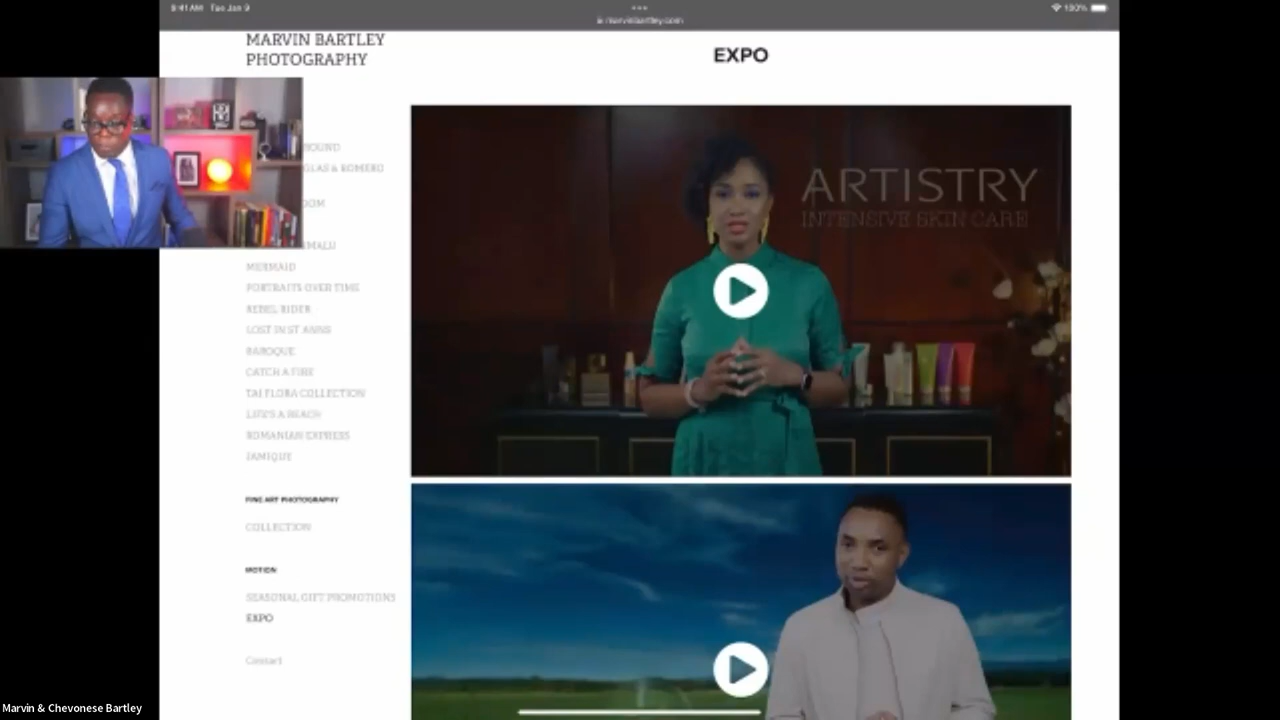 9:41 AM Tue Jan 9
100%
marvinbartley.com
MARVIN BARTLEY
PHOTOGRAPHY
EXPO
MERMAID
PORTRAITS OVER TIME
REBEL RIDER
LOST IN ST ANNS
BAROQUE
CATCH A FIRE
TAI FLORA COLLECTION
LIFE'S A BEACH
ROMANIAN EXPRESS
JAMIQUE
FINE ART PHOTOGRAPHY
COLLECTION
MOTION
SEASONAL GIFT PROMOTIONS
EXPO
Contact
ARTISTRY
INTENSIVE SKIN CARE
Marvin & Chevonese Bartley